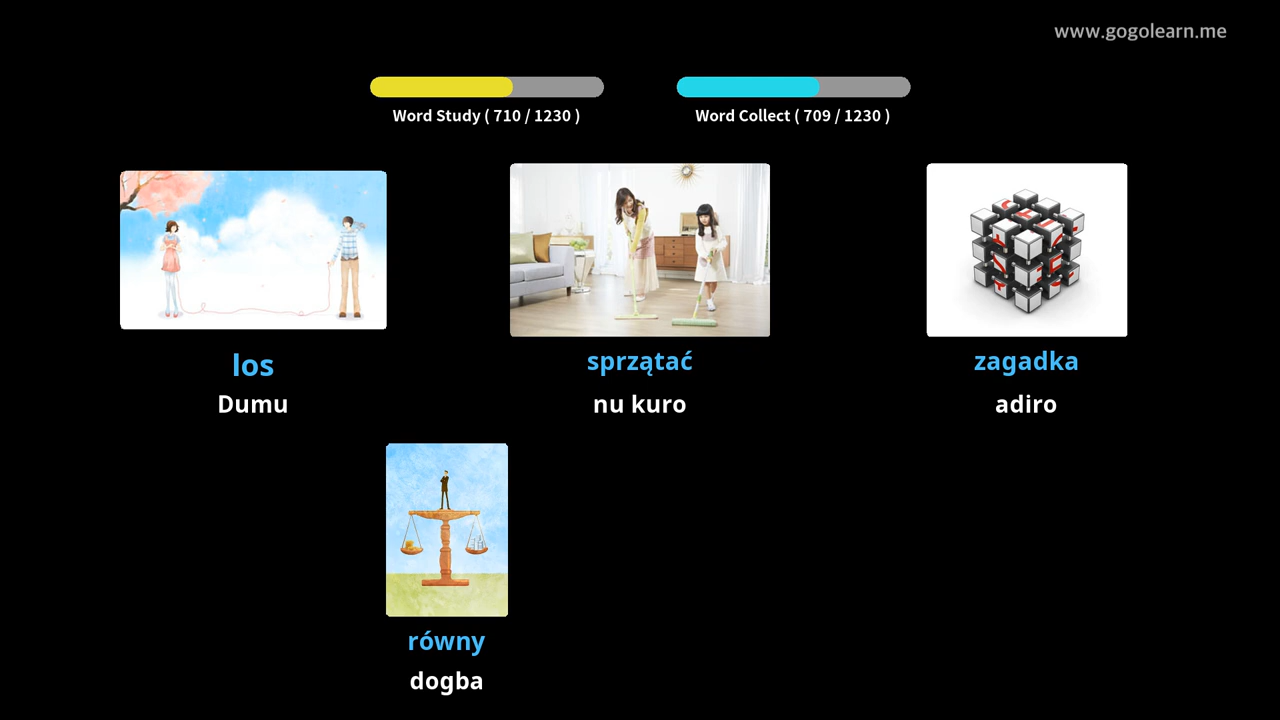 www.gogolearn.me
Word Study ( 710 / 1230 )
Word Collect ( 709 / 1230 )
los
Dumu
sprzątać
nu kuro
zagadka
adiro
równy
dogba